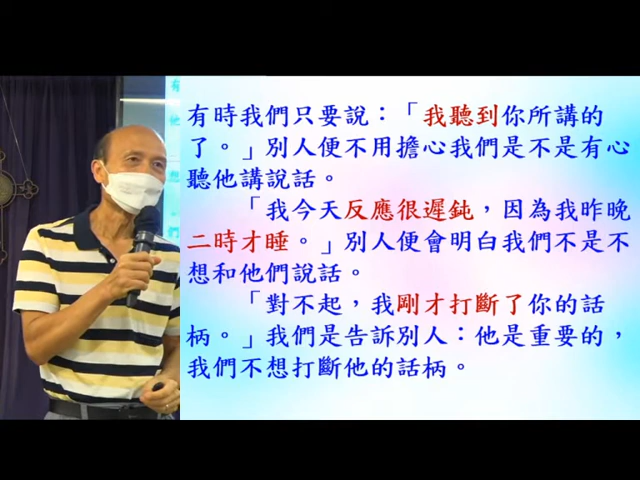 有時我們只要說：「我聽到你所講的
了。」別人便不用擔心我們是不是有心
聽他講說話。
「我今天反應很遲鈍，因為我昨晚
二時才睡。」別人便會明白我們不是不
想和他們說話。
「對不起，我剛才打斷了你的話
柄。」我們是告訴別人：他是重要的，
我們不想打斷他的話柄。